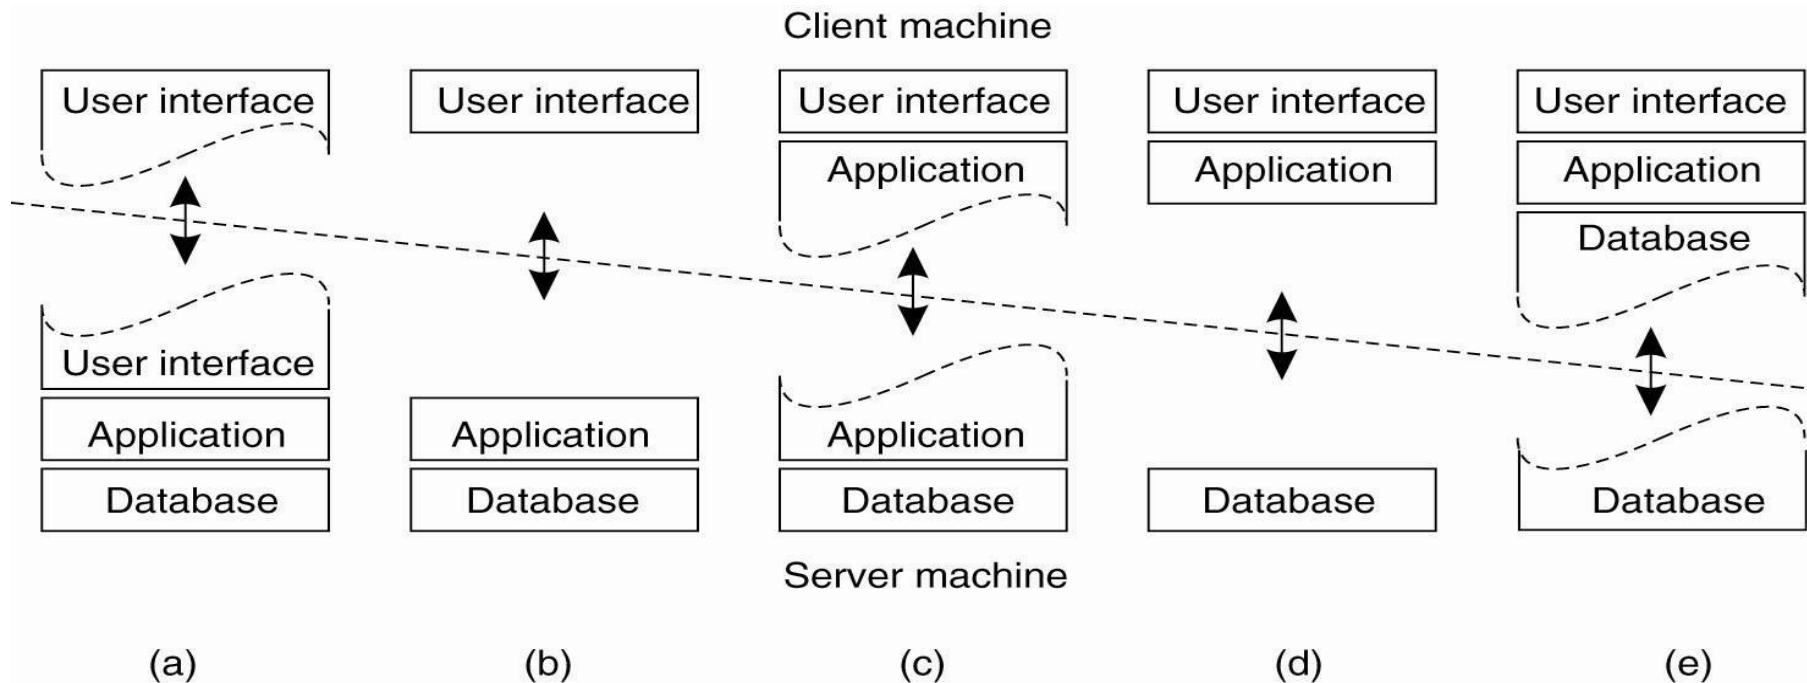 Client machine
User interface User interface User interface User interface User interface
Application Application Application
Database
User interface
Application Application Application
Database Database Database Database Database
Server machine
(a) (b) (c) (d) (e)